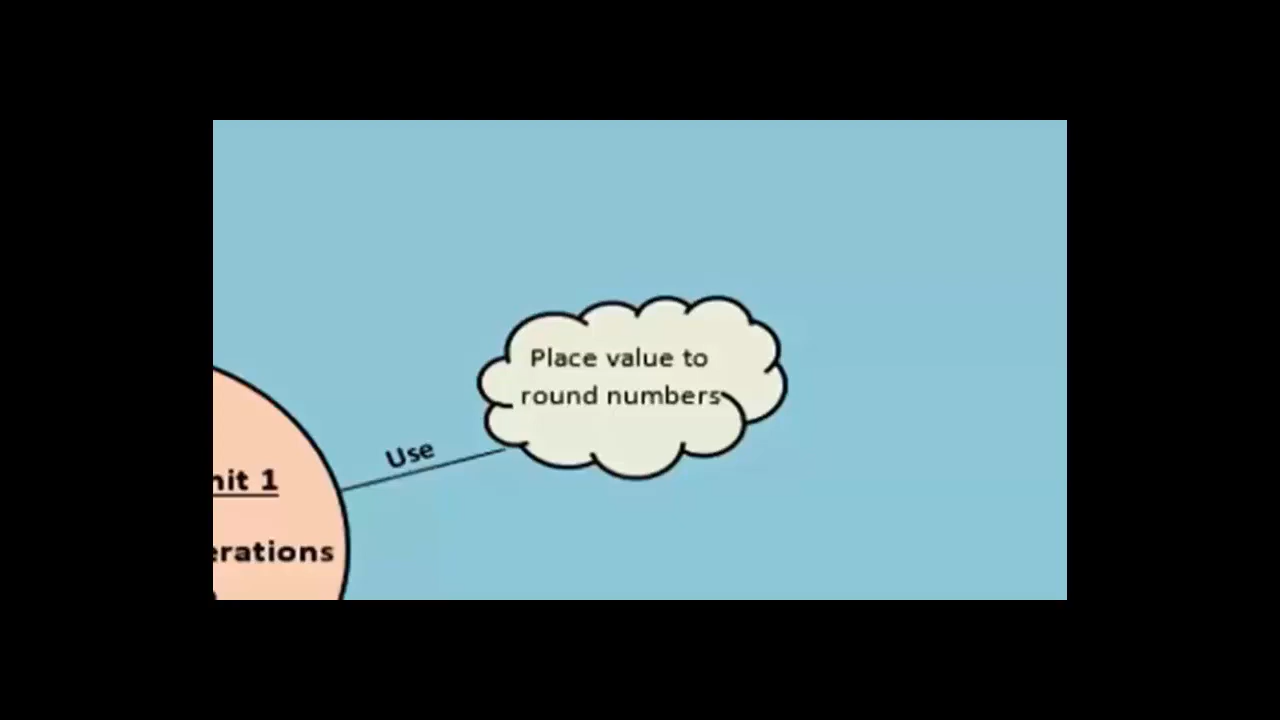 Place value to
round numbers
Use
nit 1
erations